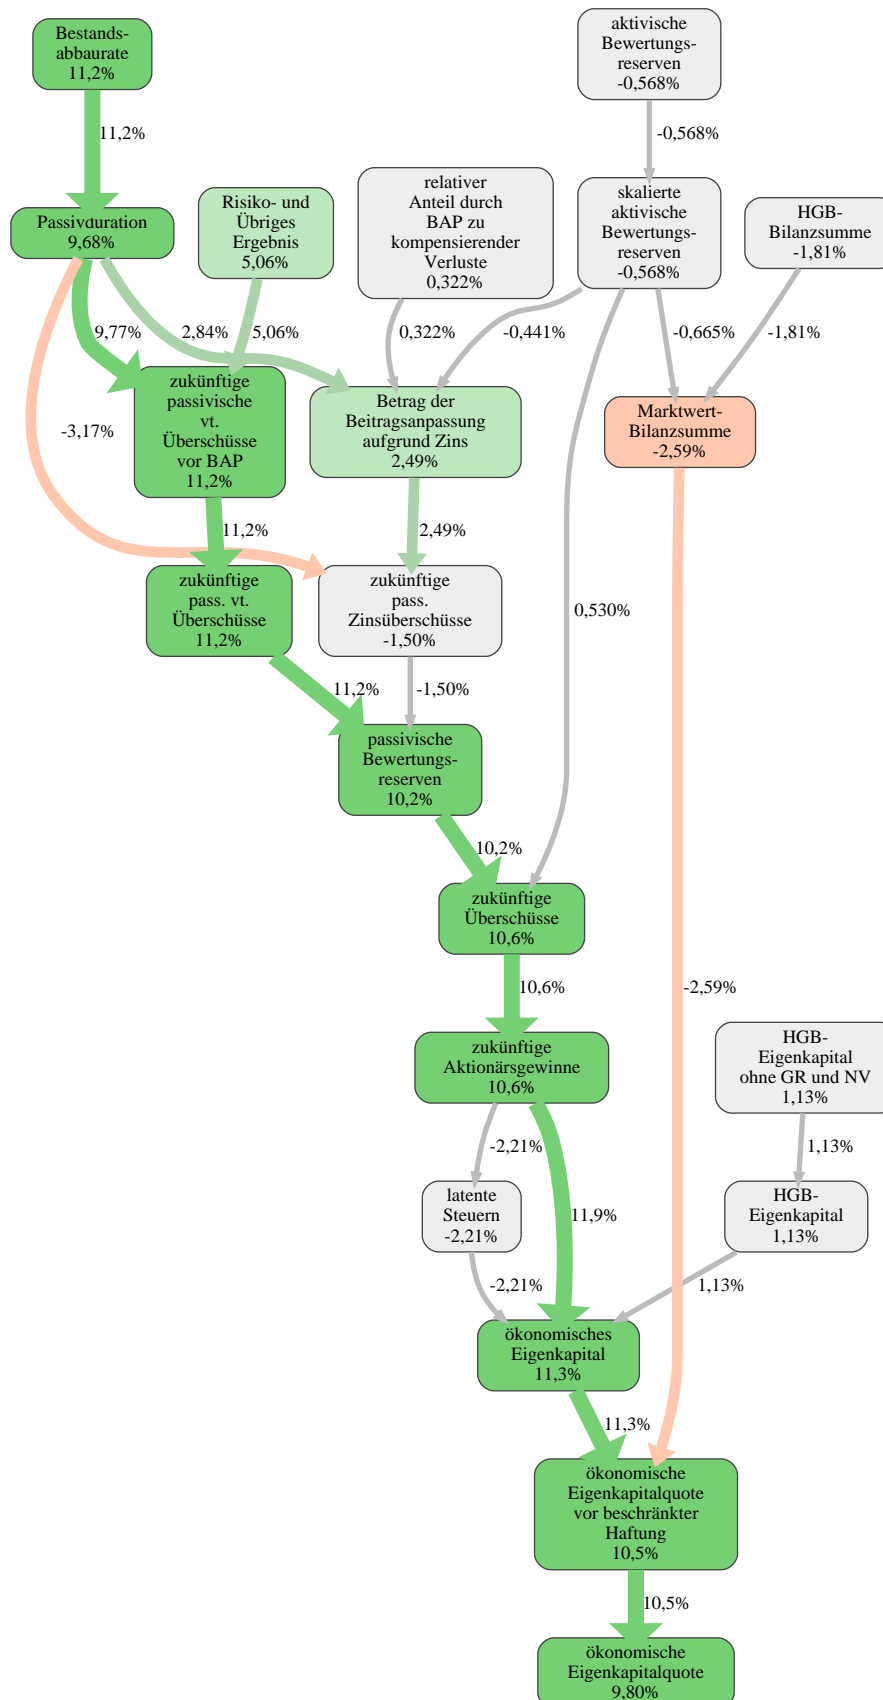 Bestands-
abbaurate
11,2%
aktivische
Bewertungs-
reserven
-0,568%
11,2%
-0,568%
Passivduration
9,68%
Risiko- und
Übriges
Ergebnis
5,06%
relativer
Anteil durch
BAP zu
kompensierender
Verluste
0,322%
skalierte
aktivische
Bewertungs-
reserven
-0,568%
HGB-
Bilanzsumme
-1,81%
9,77%
2,84%
5,06%
0,322%
-0,441%
-0,665%
-1,81%
-3,17%
zukünftige
passivische
vt.
Überschüsse
vor BAP
11,2%
Betrag der
Beitragsanpassung
aufgrund Zins
2,49%
Marktwert-
Bilanzsumme
-2,59%
11,2%
2,49%
zukünftige
pass. vt.
Überschüsse
11,2%
zukünftige
pass.
Zinsüberschüsse
-1,50%
0,530%
11,2%
-1,50%
passivische
Bewertungs-
reserven
10,2%
10,2%
zukünftige
Überschüsse
10,6%
10,6%
-2,59%
zukünftige
Aktionärsgewinne
10,6%
HGB-
Eigenkapital
ohne GR und NV
1,13%
-2,21%
1,13%
latente
Steuern
-2,21%
11,9%
HGB-
Eigenkapital
1,13%
-2,21%
1,13%
ökonomisches
Eigenkapital
11,3%
11,3%
ökonomische
Eigenkapitalquote
vor beschränkter
Haftung
10,5%
10,5%
ökonomische
Eigenkapitalquote
9,80%